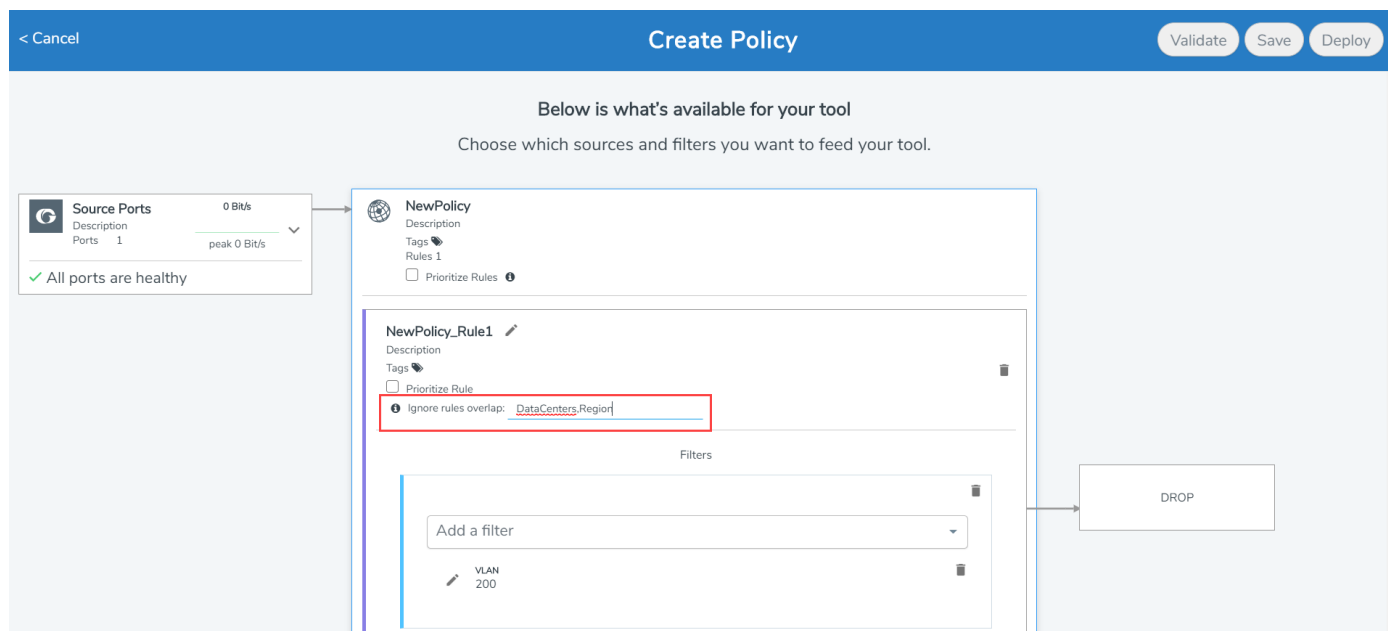 < Cancel
Create Policy
Validate
Save
Deploy
Below is what's available for your tool
Choose which sources and filters you want to feed your tool.
Source Ports
0 Bit/s
Description
Ports 1
peak 0 Bit/s
All ports are healthy
NewPolicy
Description
Tags
Rules 1
Prioritize Rules
NewPolicy_Rule1
Description
Tags
Prioritize Rule
Ignore rules overlap: DataCenters,Region
Filters
Add a filter
VLAN
200
DROP